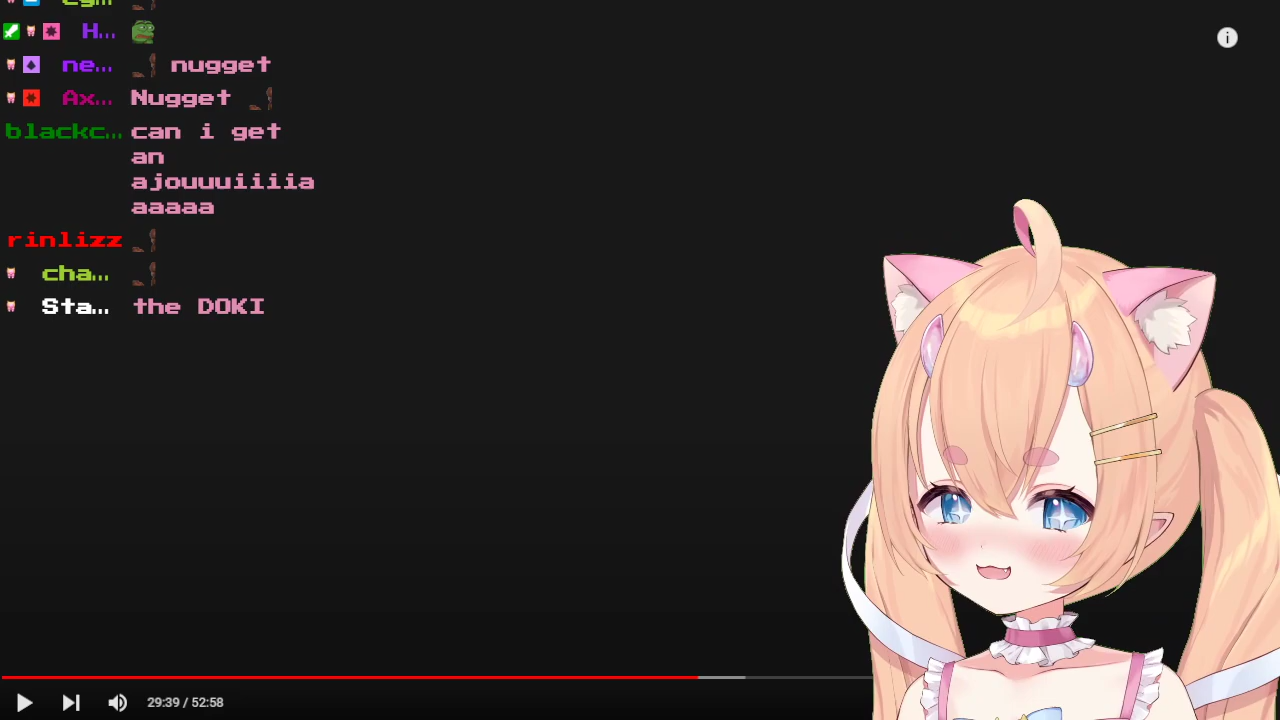 H...
ne... nugget
Ax... Nugget
blackc... can i get
an
ajouuuiiiia
aaaaa
rinlizz
cha...
Sta... the DOKI
29:39 / 52:58